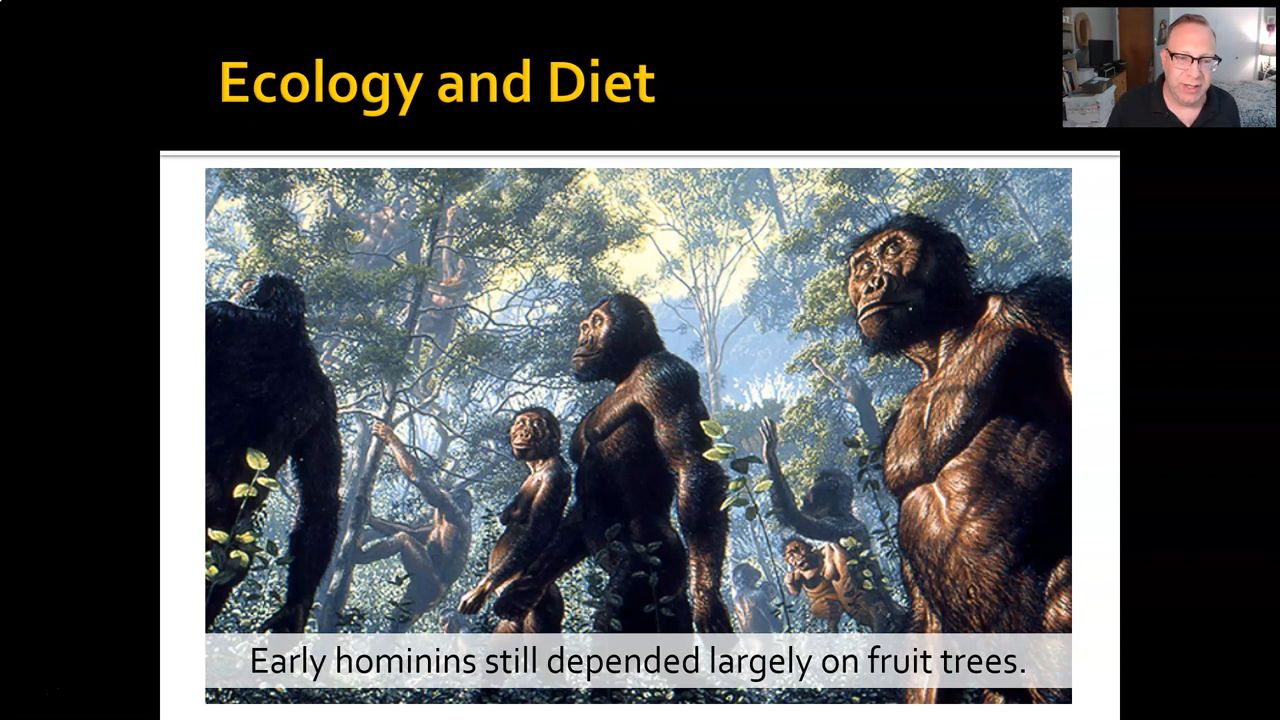 Ecology and Diet
Early hominins still depended largely on fruit trees.